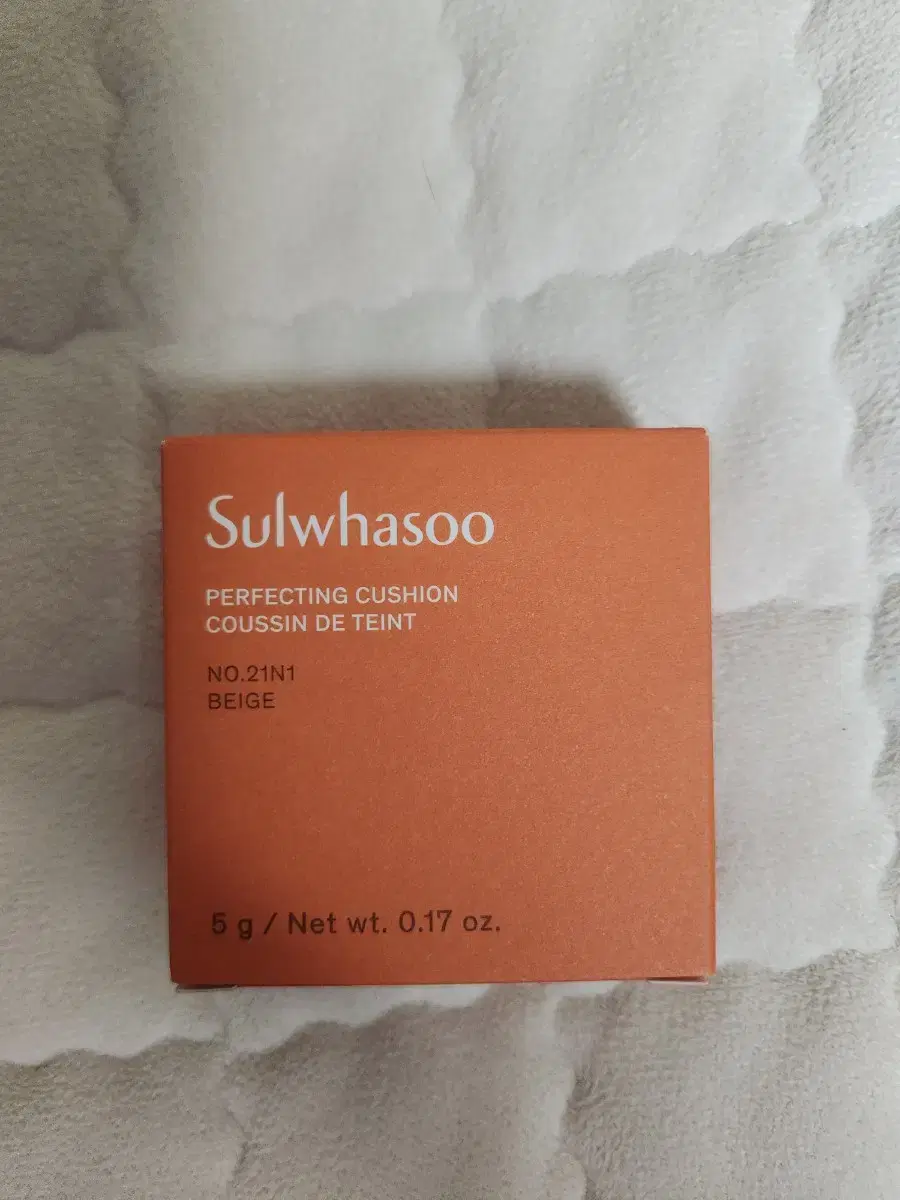 Sulwhasoo
PERFECTING CUSHION
COUSSIN DE TEINT
NO.21N1
BEIGE
5 g / Net wt. 0.17 oz.